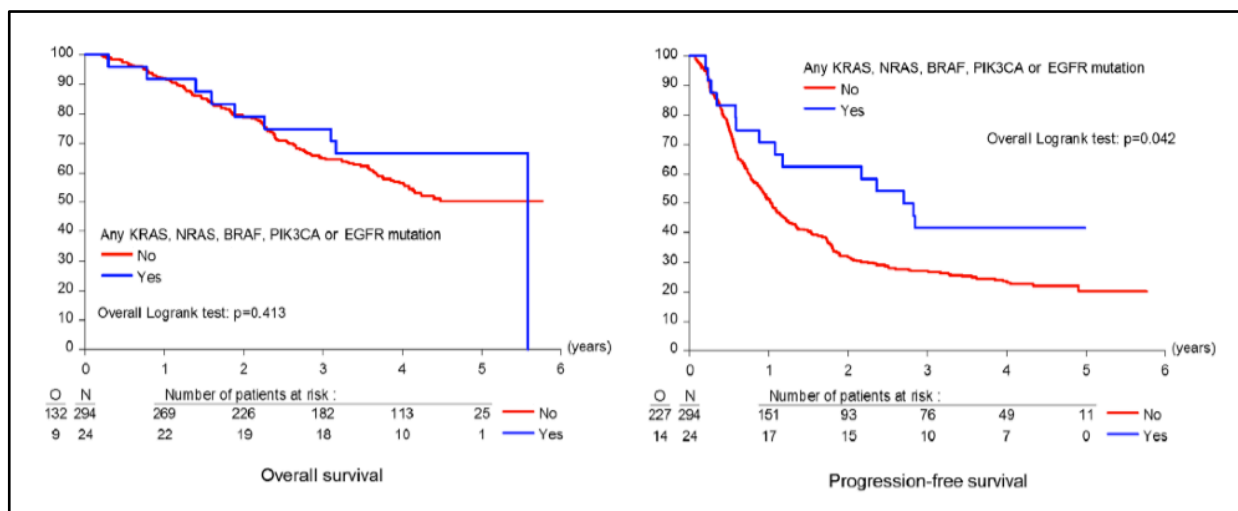 100
90
80
70
60
50
40
30
20
10
0
Any KRAS, NRAS, BRAF, PIK3CA or EGFR mutation
No
Yes
Overall Logrank test: p=0.413
0 1 2 3 4 5 6
(years)
O N Number of patients at risk :
132 294 269 226 182 113 25 No
9 24 22 19 18 10 1 Yes
Overall survival
100
90
80
70
60
50
40
30
20
10
0
Any KRAS, NRAS, BRAF, PIK3CA or EGFR mutation
No
Yes
Overall Logrank test: p=0.042
0 1 2 3 4 5 6
(years)
O N Number of patients at risk :
227 294 151 93 76 49 11 No
14 24 17 15 10 7 0 Yes
Progression-free survival